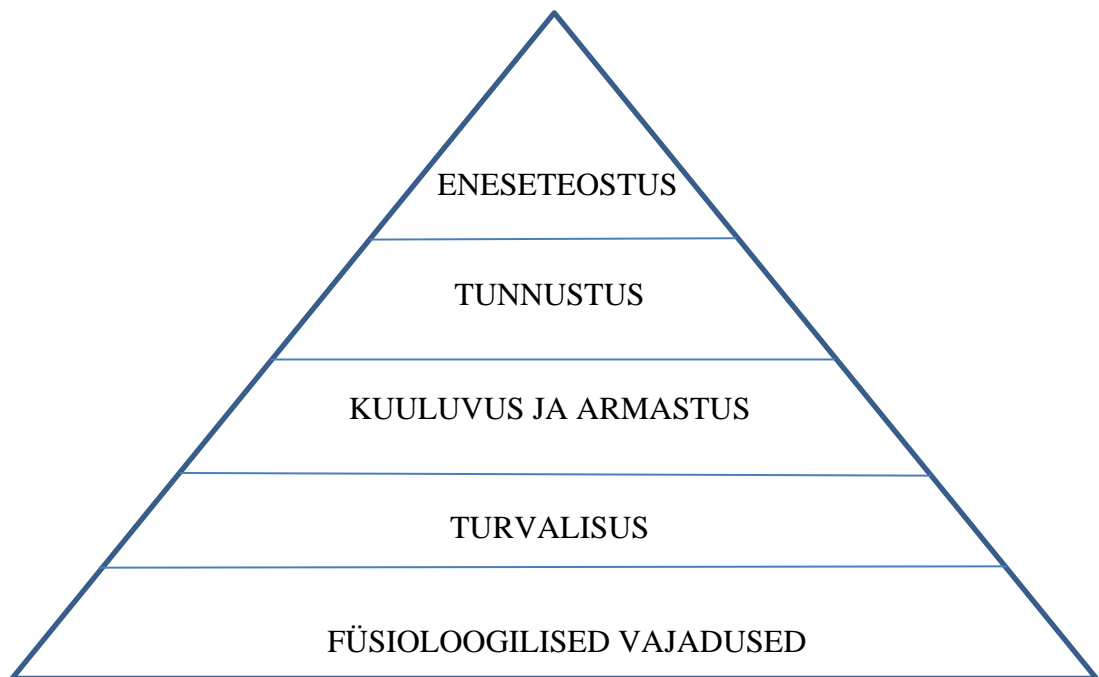 ENESETEOSTUS
TUNNUSTUS
KUULUVUS JA ARMASTUS
TURVALISUS
FÜSIOLOOGILISED VAJADUSED